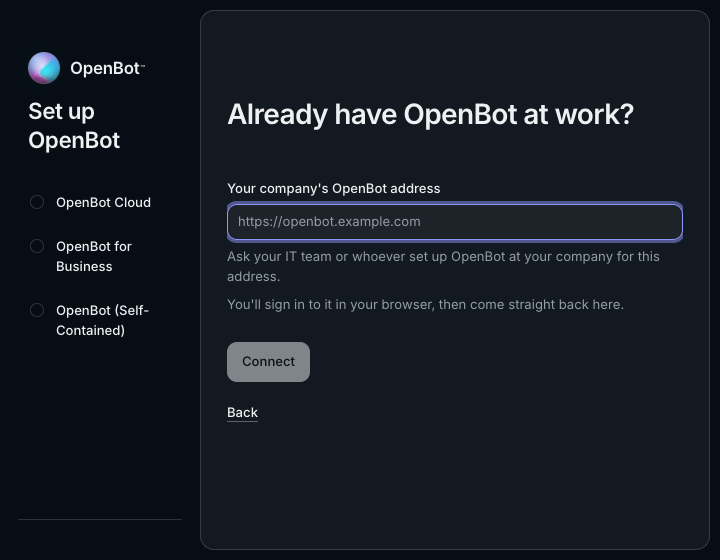 OpenBot™
Set up
OpenBot
OpenBot Cloud
OpenBot for
Business
OpenBot (Self-
Contained)
Already have OpenBot at work?
Your company's OpenBot address
https://openbot.example.com
Ask your IT team or whoever set up OpenBot at your company for this
address.
You'll sign in to it in your browser, then come straight back here.
Connect
Back